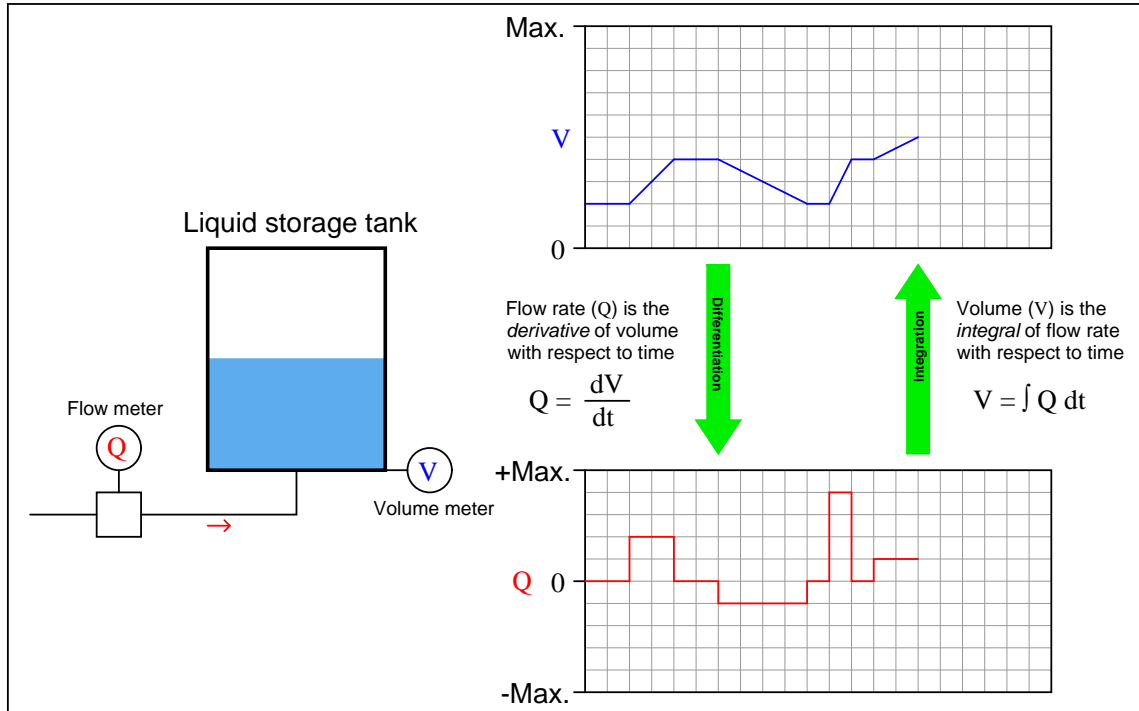 Max.
V
0
Liquid storage tank
Flow meter
Q
V
Volume meter
Flow rate (Q) is the
derivative of volume
with respect to time
Q = dV
dt
Differentiation
Integration
Volume (V) is the
integral of flow rate
with respect to time
V = ∫ Q dt
+Max.
Q 0
-Max.